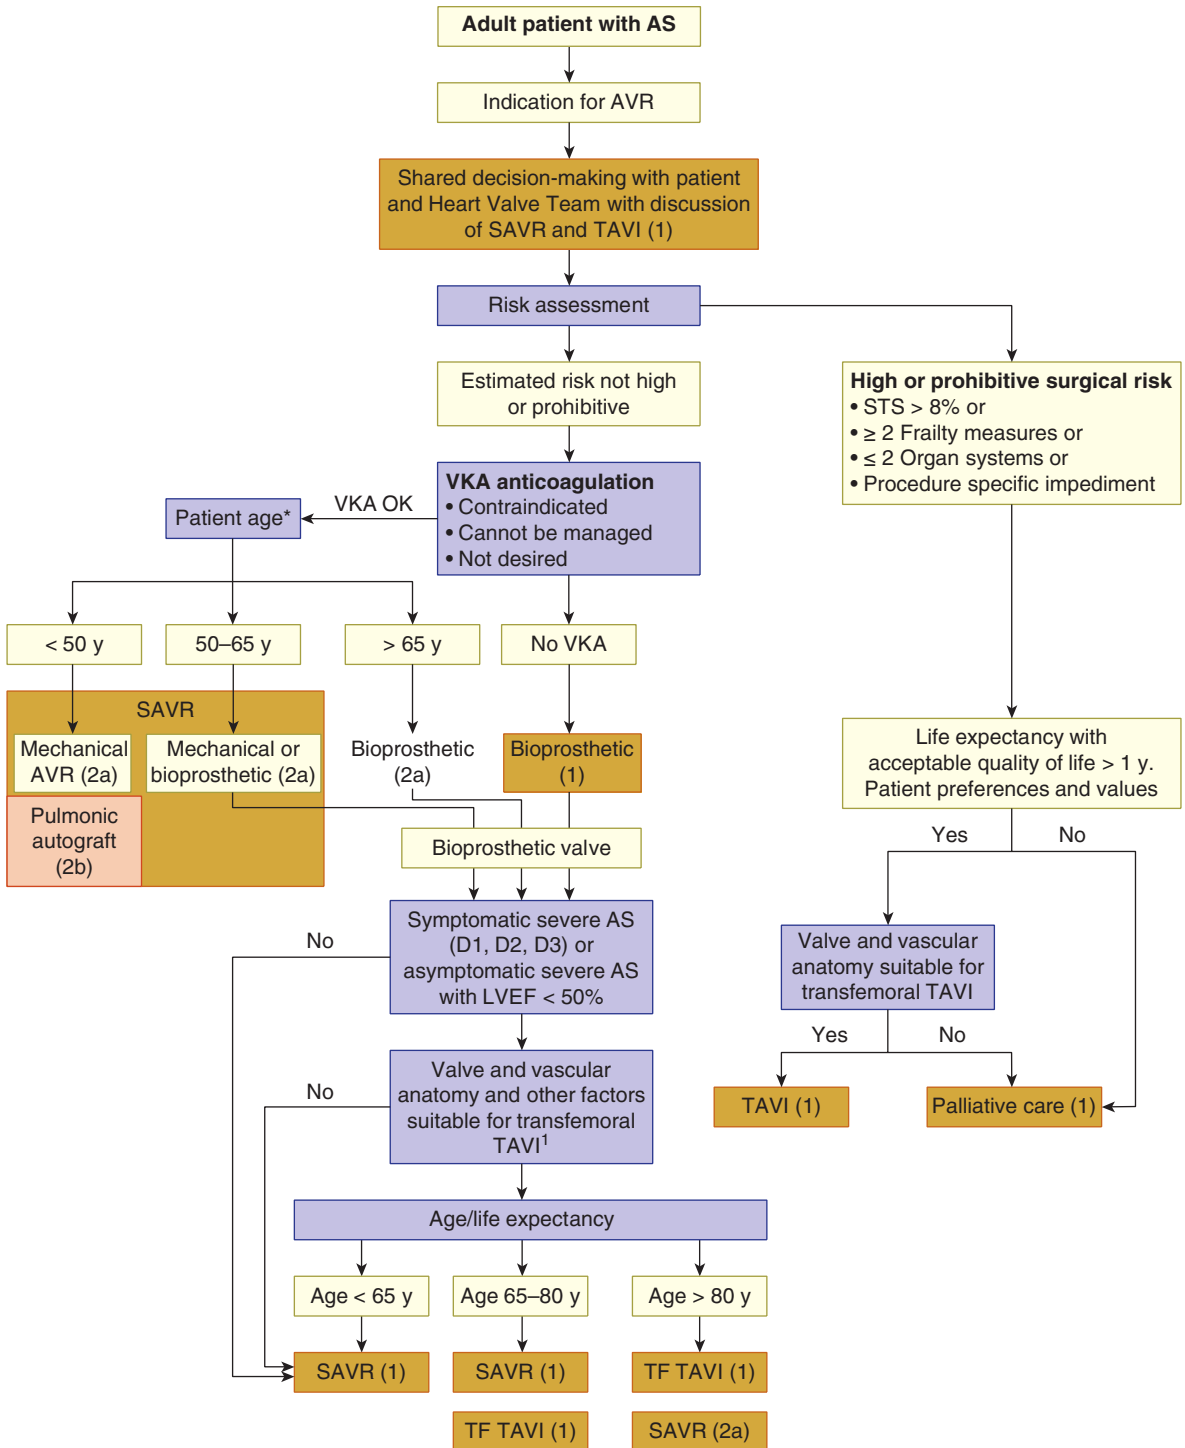 Adult patient with AS
Indication for AVR
Shared decision-making with patient
and Heart Valve Team with discussion
of SAVR and TAVI (1)
Risk assessment
Estimated risk not high
or prohibitive
High or prohibitive surgical risk
• STS > 8% or
• ≥ 2 Frailty measures or
• ≤ 2 Organ systems or
• Procedure specific impediment
VKA anticoagulation
• Contraindicated
• Cannot be managed
• Not desired
VKA OK
Patient age*
< 50 y
50–65 y
> 65 y
No VKA
SAVR
Mechanical
AVR (2a)
Mechanical or
bioprosthetic (2a)
Bioprosthetic
(2a)
Bioprosthetic
(1)
Pulmonic
autograft
(2b)
Bioprosthetic valve
Life expectancy with
acceptable quality of life > 1 y.
Patient preferences and values
Yes
No
Symptomatic severe AS
(D1, D2, D3) or
asymptomatic severe AS
with LVEF < 50%
No
Valve and vascular
anatomy suitable for
transfemoral TAVI
Yes
No
TAVI (1)
Palliative care (1)
Valve and vascular
anatomy and other factors
suitable for transfemoral
TAVI1
No
Age/life expectancy
Age < 65 y
Age 65–80 y
Age > 80 y
SAVR (1)
SAVR (1)
TF TAVI (1)
TF TAVI (1)
SAVR (2a)